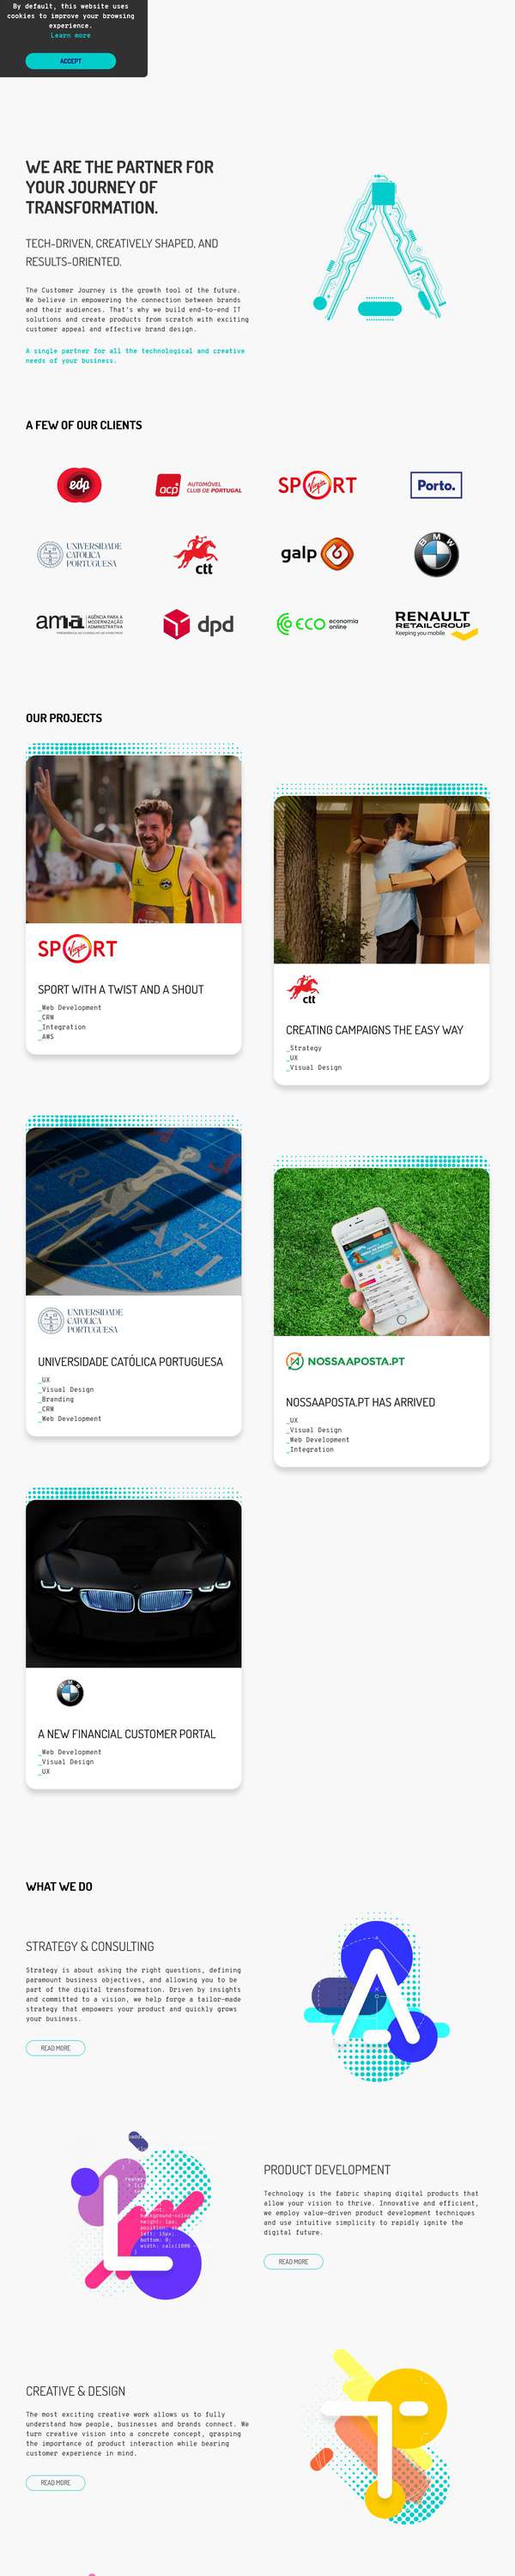 By default, this website uses
cookies to improve your browsing
experience.
Learn more
ACCEPT
WE ARE THE PARTNER FOR
YOUR JOURNEY OF
TRANSFORMATION.
TECH-DRIVEN, CREATIVELY SHAPED, AND
RESULTS-ORIENTED.
The Customer Journey is the growth tool of the future.
We believe in empowering the connection between brands
and their audiences. That's why we build end-to-end IT
solutions and create products from scratch with exciting
customer appeal and effective brand design.
A single partner for all the technological and creative
needs of your business.
A FEW OF OUR CLIENTS
edp
acp AUTOMÓVEL
CLUB DE PORTUGAL
SPORT
Virgin
Porto.
UNIVERSIDADE
CATOLICA
PORTUGUESA
ctt
galp
BMW
ama AGÊNCIA PARA A
MODERNIZAÇÃO
ADMINISTRATIVA
dpd
eco economia
online
RENAULT
RETAIL GROUP
Keeping you mobile
OUR PROJECTS
SPORT
Virgin
SPORT WITH A TWIST AND A SHOUT
_Web Development
_CRM
_Integration
_AWS
ctt
CREATING CAMPAIGNS THE EASY WAY
_Strategy
_UX
_Visual Design
UNIVERSIDADE
CATOLICA
PORTUGUESA
UNIVERSIDADE CATÓLICA PORTUGUESA
_UX
_Visual Design
_Branding
_CRM
_Web Development
NOSSAAPOSTA.PT
NOSSAAPOSTA.PT HAS ARRIVED
_UX
_Visual Design
_Web Development
_Integration
BMW
A NEW FINANCIAL CUSTOMER PORTAL
_Web Development
_Visual Design
_UX
WHAT WE DO
STRATEGY & CONSULTING
Strategy is about asking the right questions, defining
paramount business objectives, and allowing you to be
part of the digital transformation. Driven by insights
and committed to a vision, we help forge a tailor-made
strategy that empowers your product and quickly grows
your business.
READ MORE
PRODUCT DEVELOPMENT
Technology is the fabric shaping digital products that
allow your vision to thrive. Innovative and efficient,
we employ value-driven product development techniques
and use intuitive simplicity to rapidly ignite the
digital future.
READ MORE
CREATIVE & DESIGN
The most exciting creative work allows us to fully
understand how people, businesses and brands connect. We
turn creative vision into a concrete concept, grasping
the importance of product interaction while bearing
customer experience in mind.
READ MORE